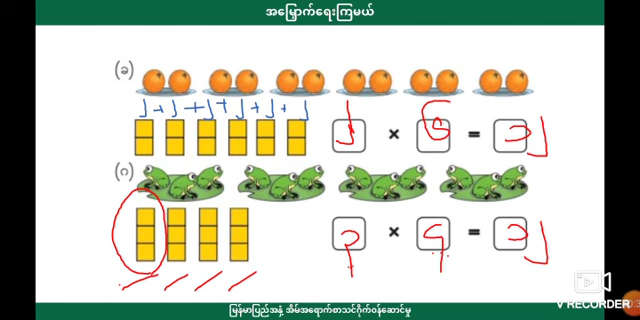 အမြှောက်ရေးကြမယ်
(ခ)
၂ + ၂ + ၂ + ၂ + ၂ + ၂
၂ × ၆ = ၁၂
(ဂ)
၃ × ၄ = ၁၂
V RECORDER
မြန်မာပြည်အနှံ့ အိမ်အရောက်စာသင်ဂိုက်ဝန်ဆောင်မှု